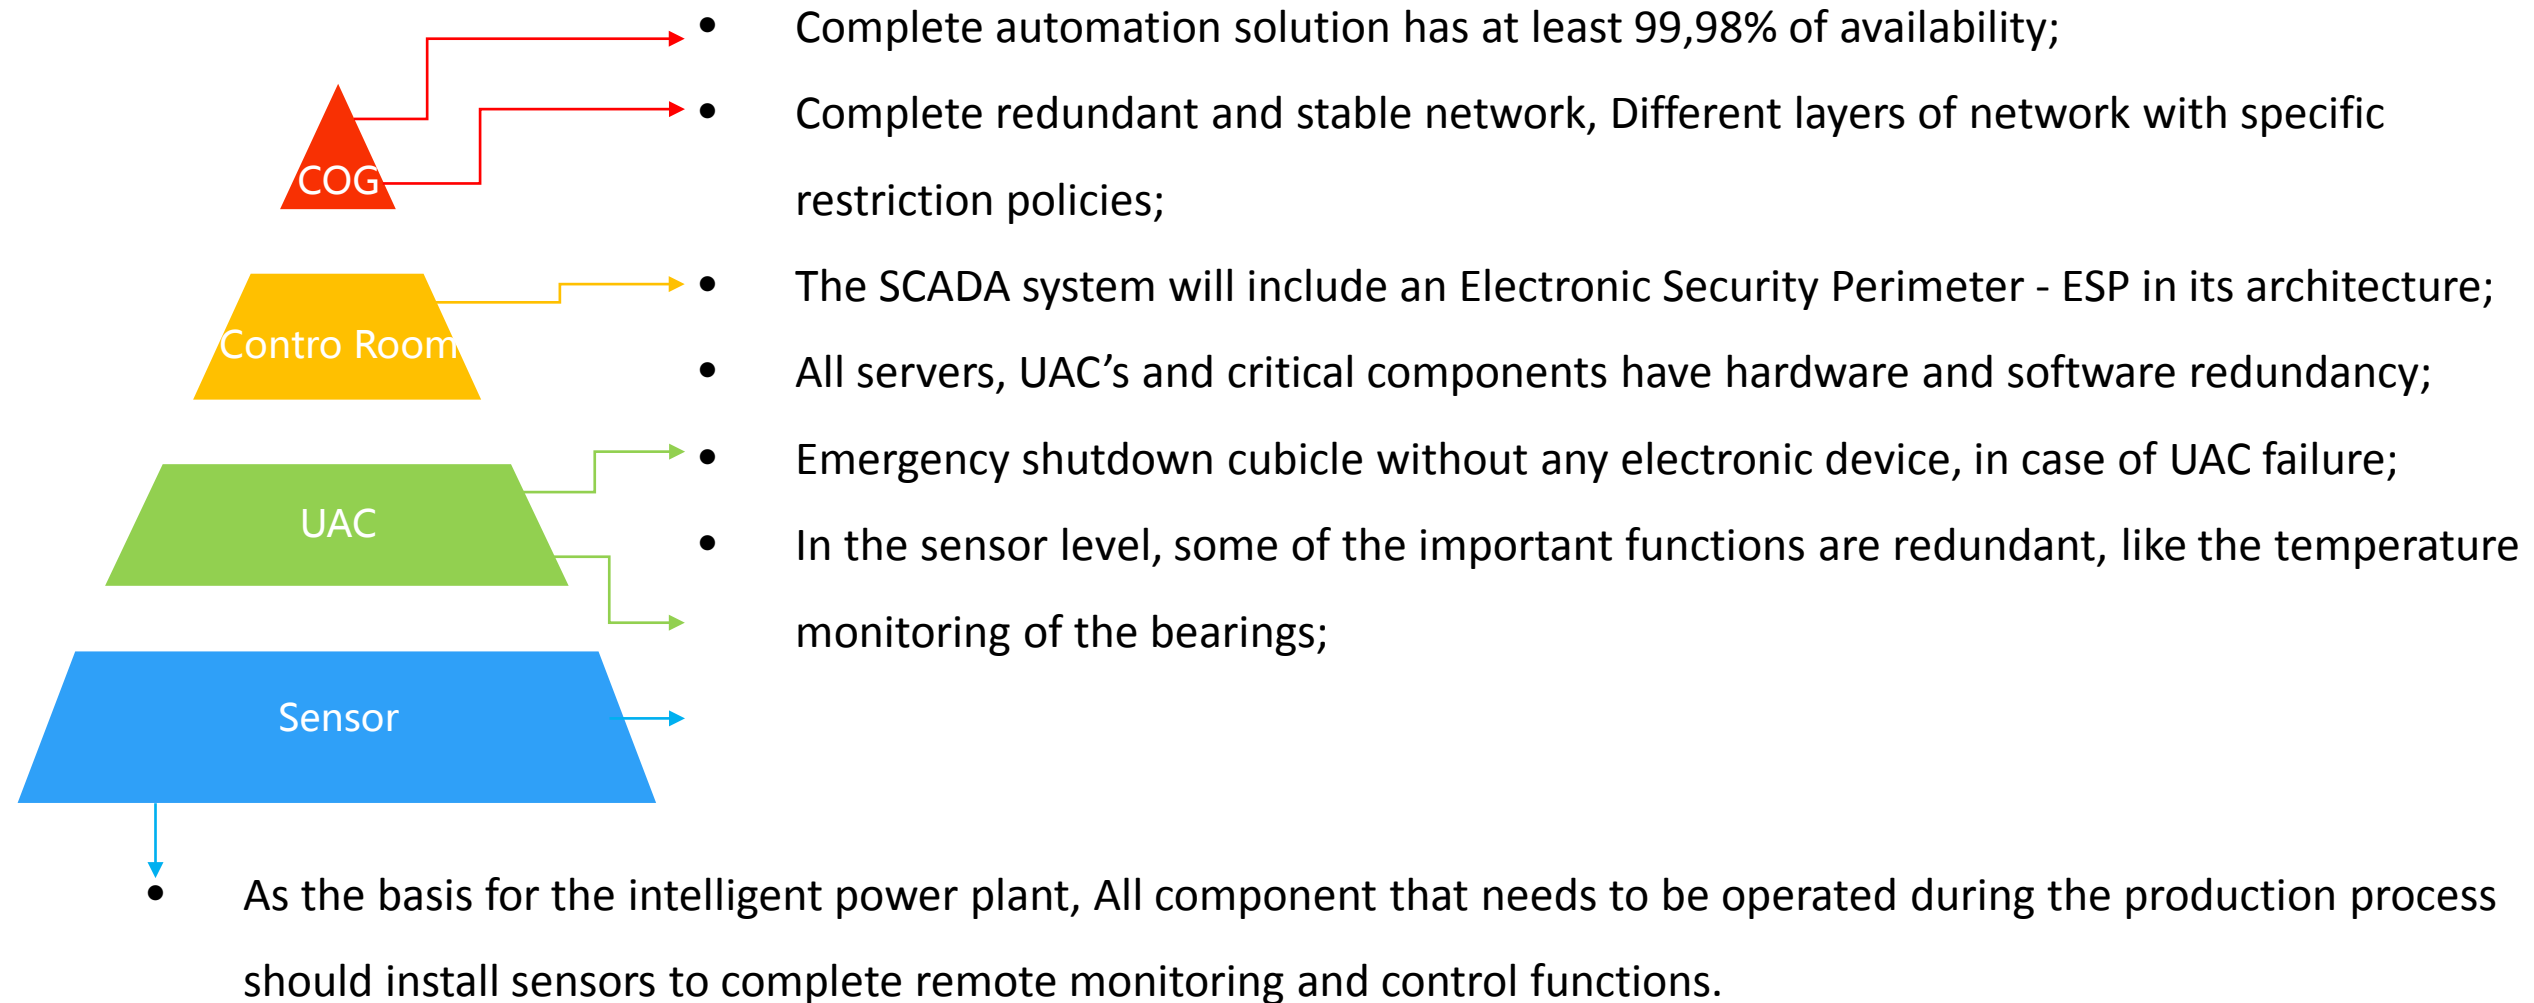 • Complete automation solution has at least 99,98% of availability;
• Complete redundant and stable network, Different layers of network with specific
restriction policies;
COG
• The SCADA system will include an Electronic Security Perimeter - ESP in its architecture;
Contro Room
• All servers, UAC’s and critical components have hardware and software redundancy;
• Emergency shutdown cubicle without any electronic device, in case of UAC failure;
UAC
• In the sensor level, some of the important functions are redundant, like the temperature
monitoring of the bearings;
Sensor
• As the basis for the intelligent power plant, All component that needs to be operated during the production process
should install sensors to complete remote monitoring and control functions.